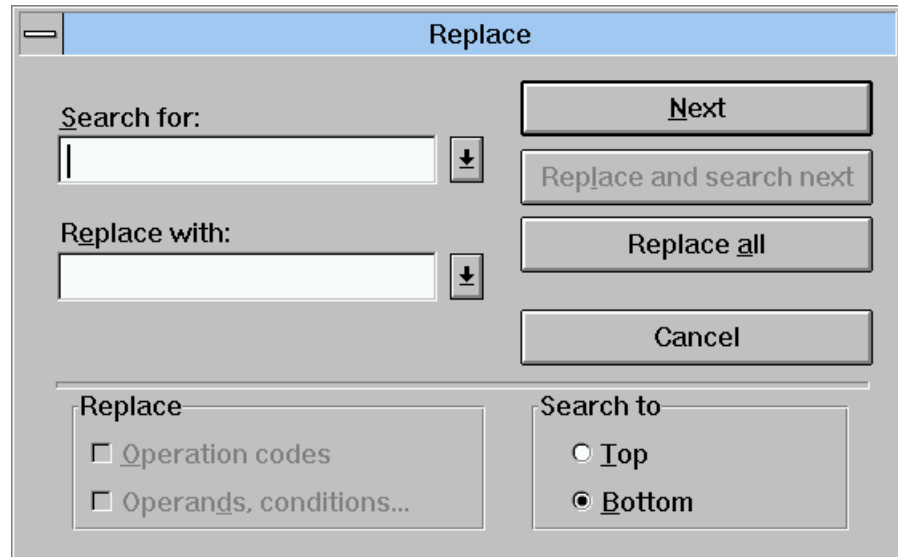 Replace
Search for:
Next
Replace and search next
Replace with:
Replace all
Cancel
Replace
Operation codes
Operands, conditions...
Search to
Top
Bottom